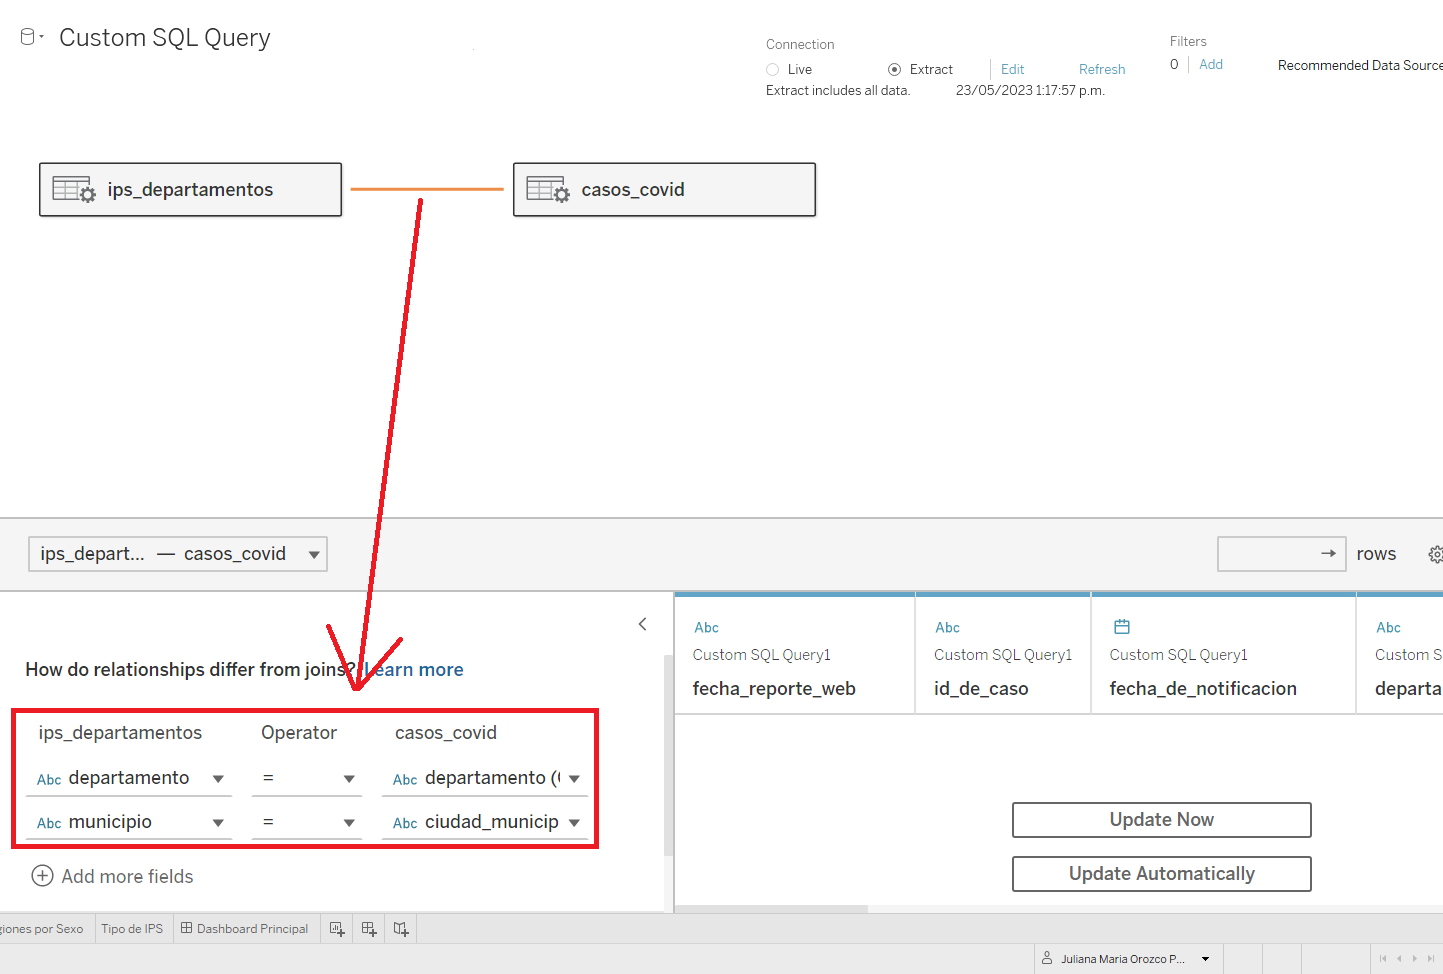 Custom SQL Query
Connection
Live
Extract
Edit
Refresh
Extract includes all data.
23/05/2023 1:17:57 p.m.
Filters
0
Add
Recommended Data Source
ips_departamentos
casos_covid
ips_depart... — casos_covid
→ rows
How do relationships differ from joins? Learn more
ips_departamentos Operator casos_covid
Abc departamento = Abc departamento (
Abc municipio = Abc ciudad_municip
Add more fields
Abc
Custom SQL Query1
fecha_reporte_web
Abc
Custom SQL Query1
id_de_caso
Custom SQL Query1
fecha_de_notificacion
Abc
Custom S
departa
Update Now
Update Automatically
giones por Sexo
Tipo de IPS
Dashboard Principal
Juliana Maria Orozco P...